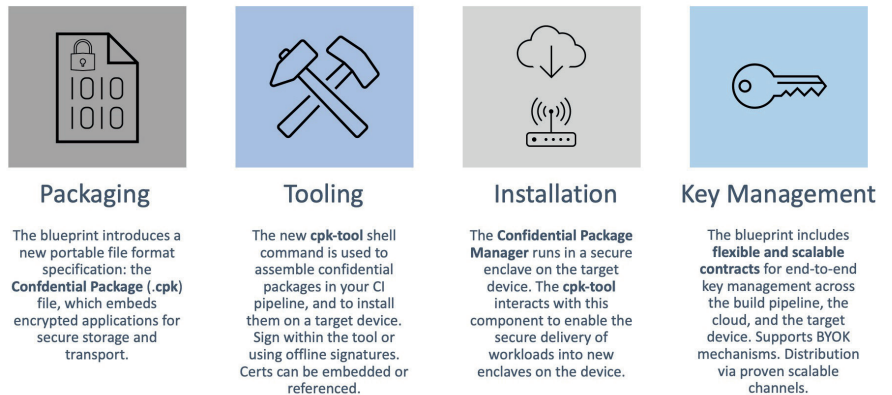 1010
1010
Packaging
The blueprint introduces a
new portable file format
specification: the
Confdential Package (.cpk)
file, which embeds
encrypted applications for
secure storage and
transport.
Tooling
The new cpk-tool shell
command is used to
assemble confidential
packages in your CI
pipeline, and to install
them on a target device.
Sign within the tool or
using offline signatures.
Certs can be embedded or
referenced.
Installation
The Confidential Package
Manager runs in a secure
enclave on the target
device. The cpk-tool
interacts with this
component to enable the
secure delivery of
workloads into new
enclaves on the device.
Key Management
The blueprint includes
flexible and scalable
contracts for end-to-end
key management across
the build pipeline, the
cloud, and the target
device. Supports BYOK
mechanisms. Distribution
via proven scalable
channels.